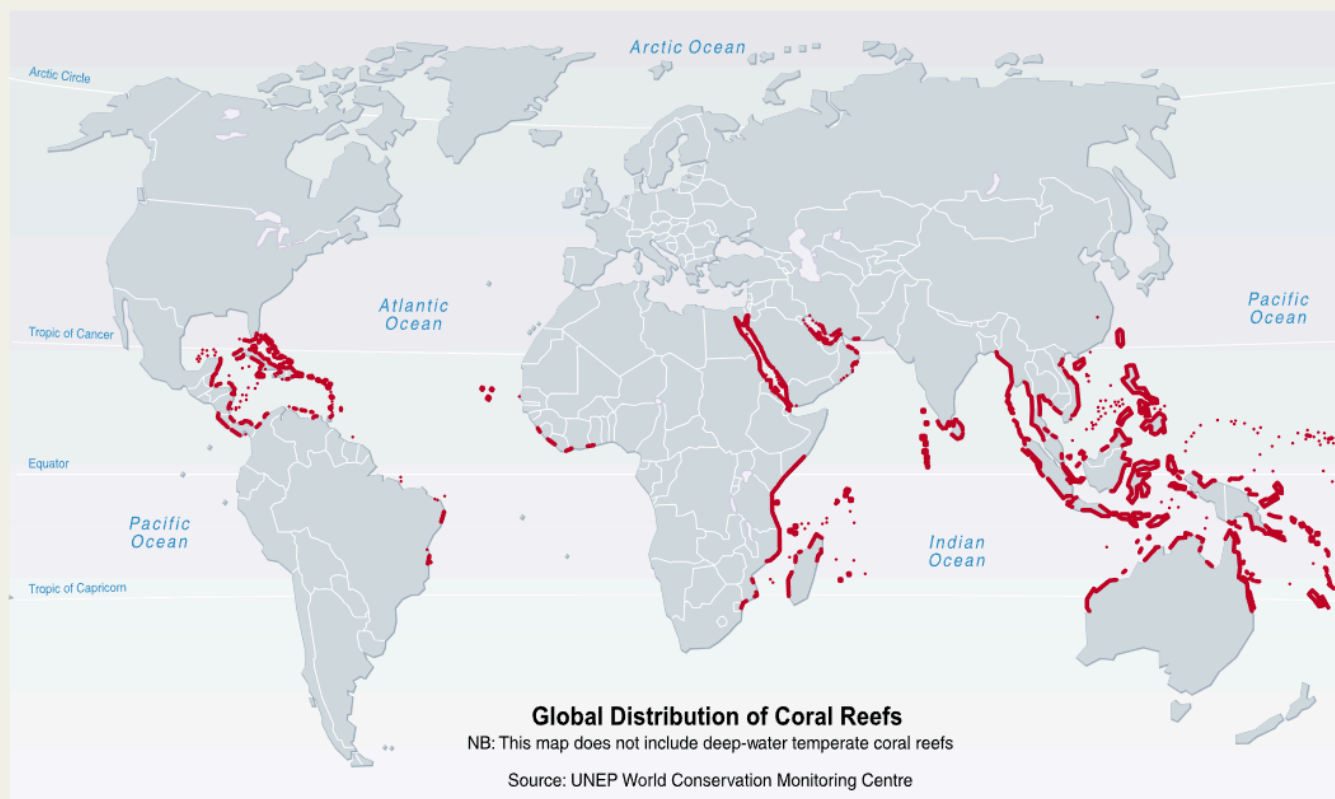 Arctic Ocean
Arctic Circle
Atlantic
Ocean
Pacific
Ocean
Tropic of Cancer
Equator
Pacific
Ocean
Indian
Ocean
Tropic of Capricorn
Global Distribution of Coral Reefs
NB: This map does not include deep-water temperate coral reefs
Source: UNEP World Conservation Monitoring Centre